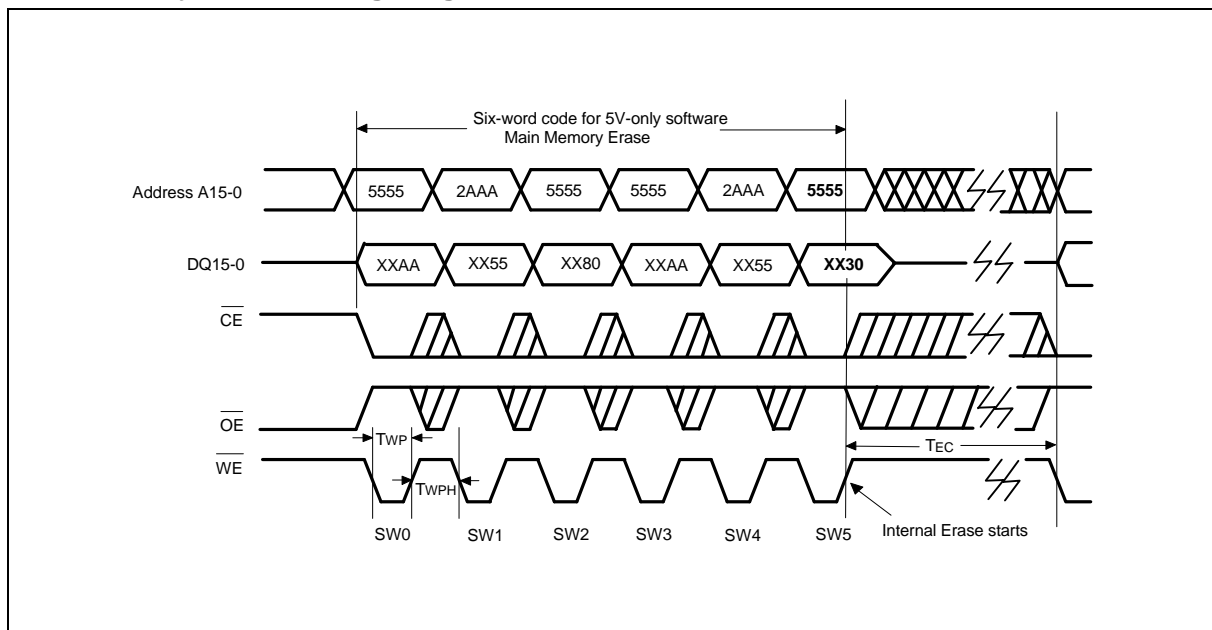 Six-word code for 5V-only software
Main Memory Erase
Address A15-0
5555 2AAA 5555 5555 2AAA 5555
DQ15-0
XXAA XX55 XX80 XXAA XX55 XX30
CE
OE
TWP
TEC
WE
TWPH
Internal Erase starts
SW0 SW1 SW2 SW3 SW4 SW5